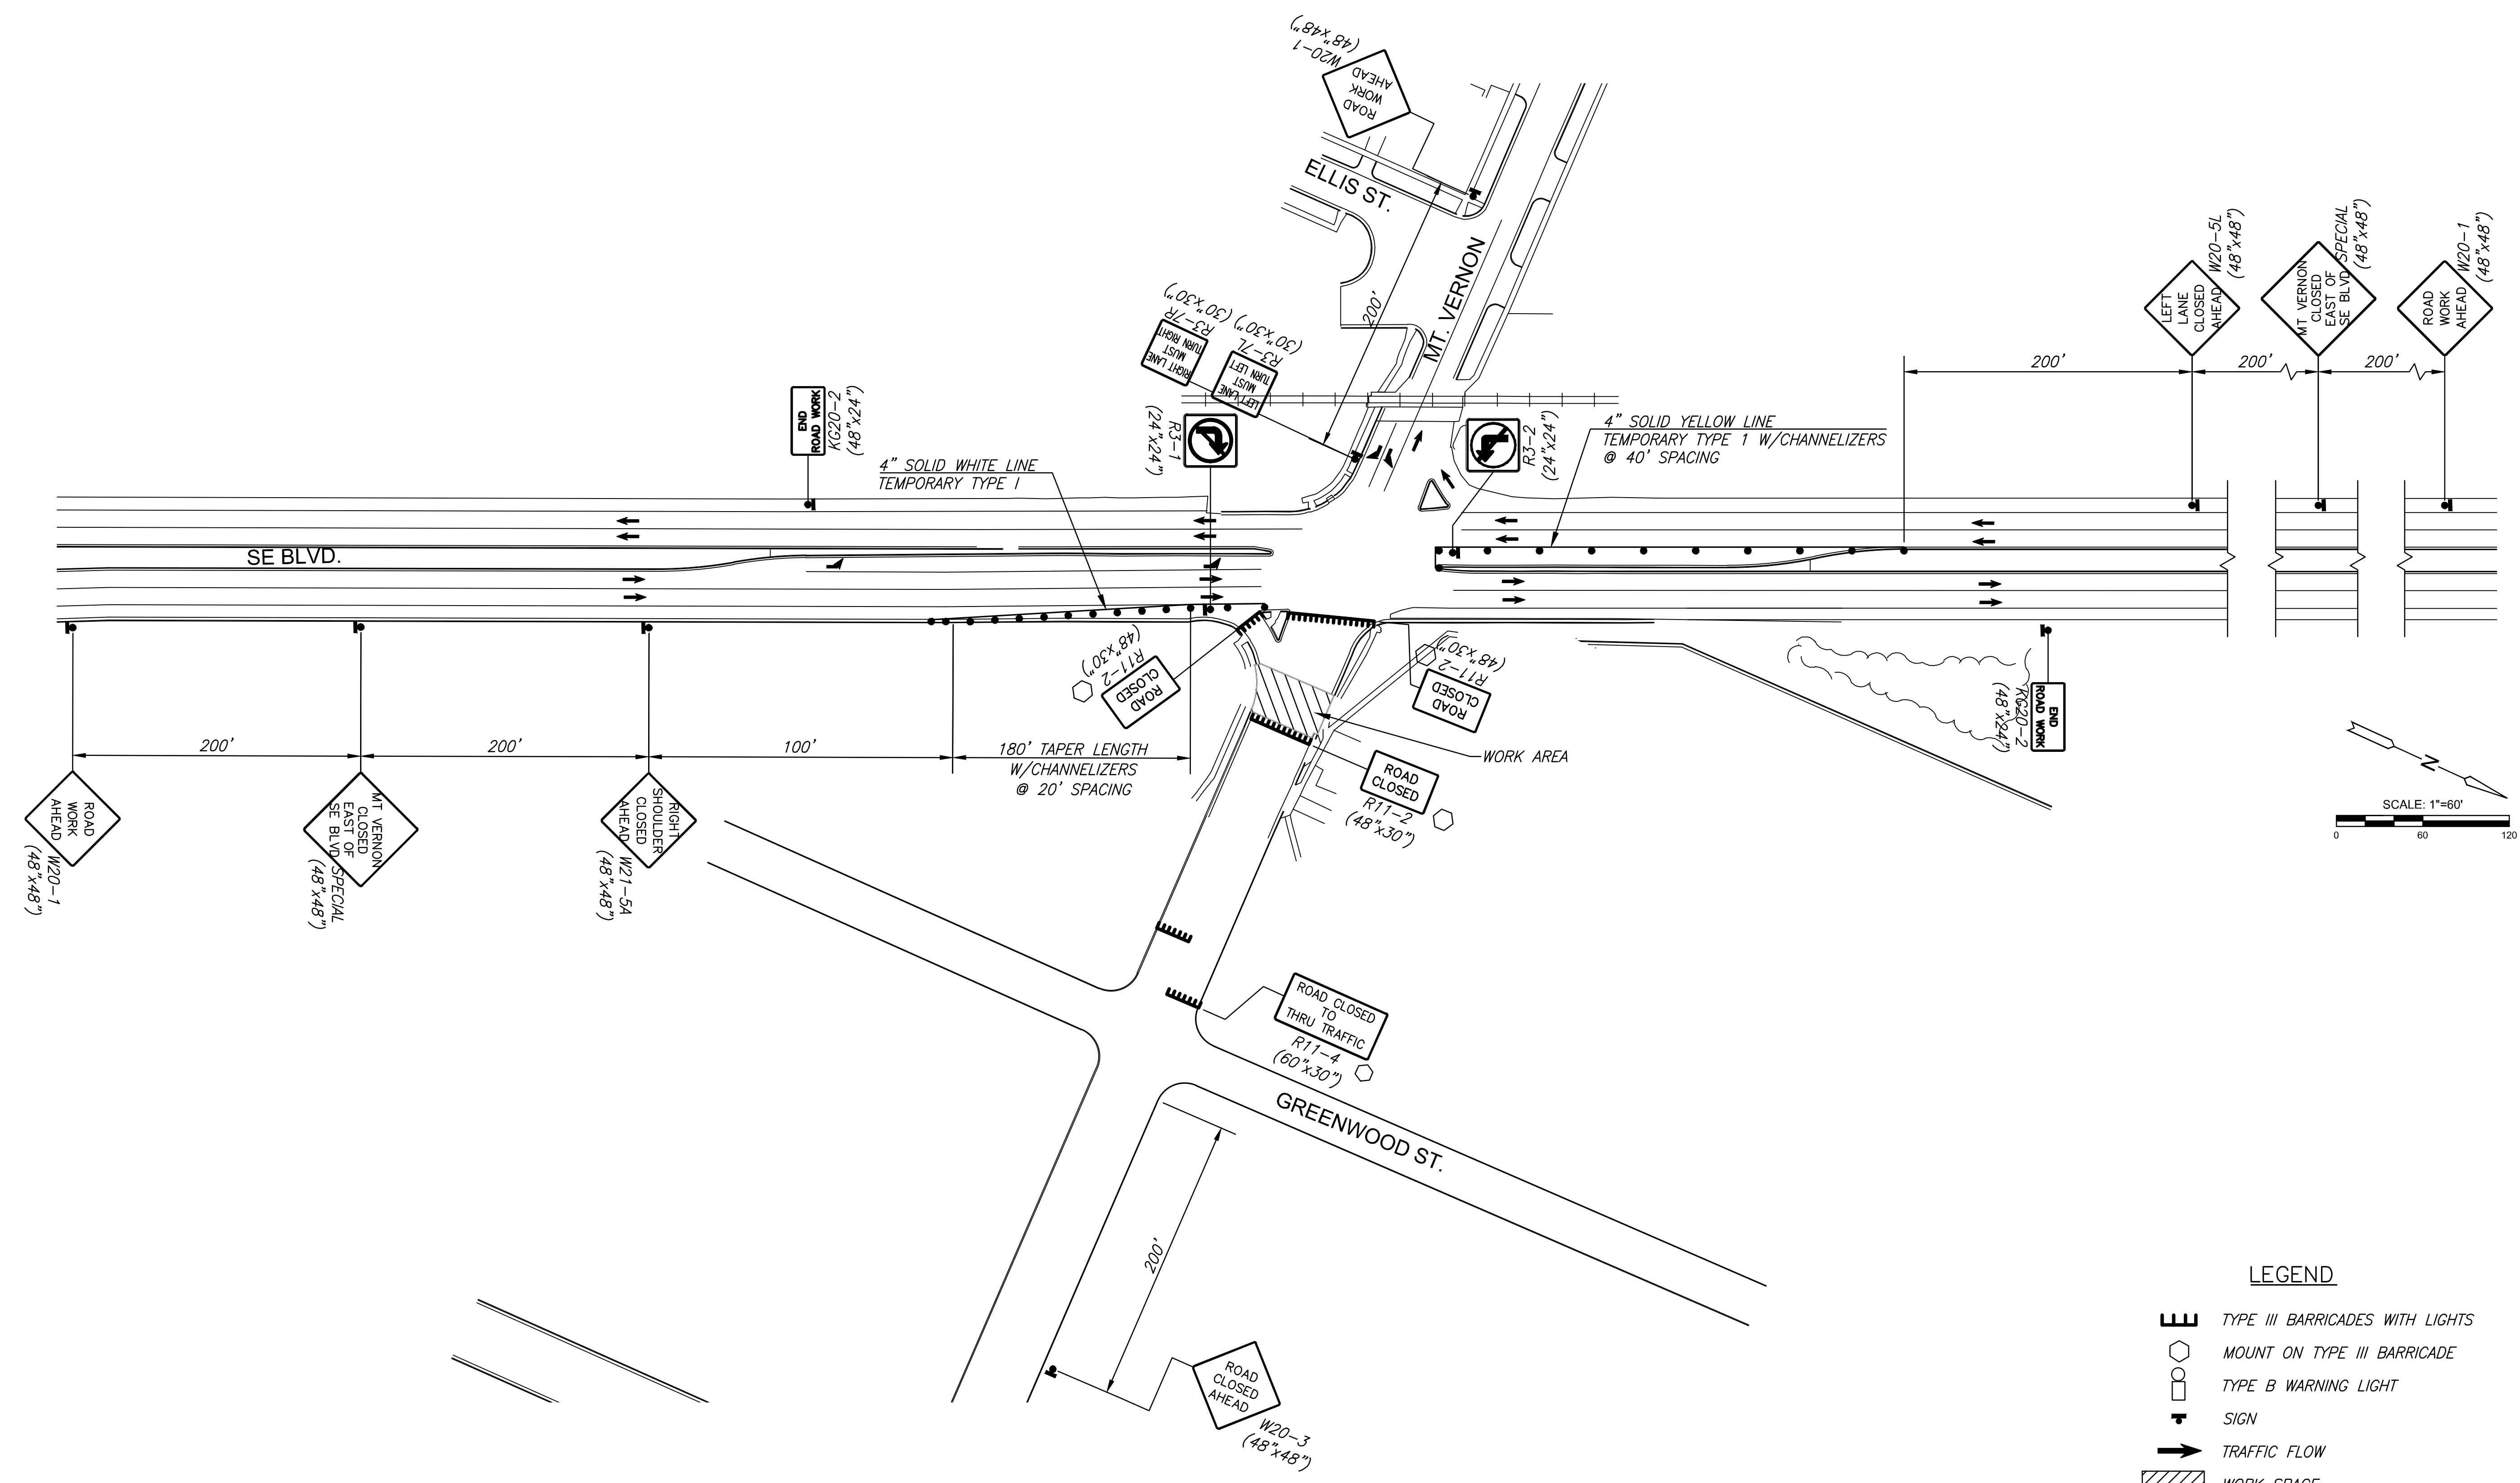 W20-1
(48"x48")
ROAD
WORK
AHEAD
ELLIS ST.
MT. VERNON
200'
R3-7R
(30"x30")
RIGHT LANE
MUST
TURN RIGHT
R3-7L
(30"x30")
LEFT LANE
MUST
TURN LEFT
W20-5L
(48"x48")
LEFT
LANE
CLOSED
AHEAD
SPECIAL
(48"x48")
MT VERNON
CLOSED
EAST OF
SE BLVD
W20-1
(48"x48")
ROAD
WORK
AHEAD
200'
200'
200'
END
ROAD WORK
KG20-2
(48"x24")
R3-1
(24"x24")
R3-2
(24"x24")
4" SOLID WHITE LINE
TEMPORARY TYPE I
4" SOLID YELLOW LINE
TEMPORARY TYPE 1 W/CHANNELIZERS
@ 40' SPACING
SE BLVD.
R11-2
(48"x30")
ROAD
CLOSED
R11-2
(48"x30")
ROAD
CLOSED
END
ROAD WORK
KG20-2
(48"x24")
200'
200'
100'
180' TAPER LENGTH
W/CHANNELIZERS
@ 20' SPACING
WORK AREA
ROAD
CLOSED
R11-2
(48"x30")
ROAD
WORK
AHEAD
W20-1
(48"x48")
MT VERNON
CLOSED
EAST OF
SE BLVD
SPECIAL
(48"x48")
RIGHT
SHOULDER
CLOSED
AHEAD
W21-5A
(48"x48")
N
SCALE: 1"=60'
0 60 120
ROAD CLOSED
TO
THRU TRAFFIC
R11-4
(60"x30")
GREENWOOD ST.
200'
ROAD
CLOSED
AHEAD
W20-3
(48"x48")
LEGEND
TYPE III BARRICADES WITH LIGHTS
MOUNT ON TYPE III BARRICADE
TYPE B WARNING LIGHT
SIGN
TRAFFIC FLOW
WORK SPACE